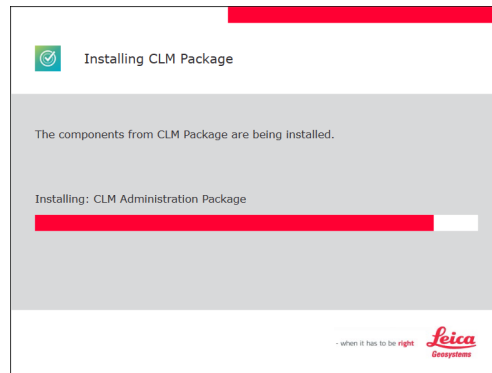 Installing CLM Package
The components from CLM Package are being installed.
Installing: CLM Administration Package
- when it has to be right
Leica
Geosystems